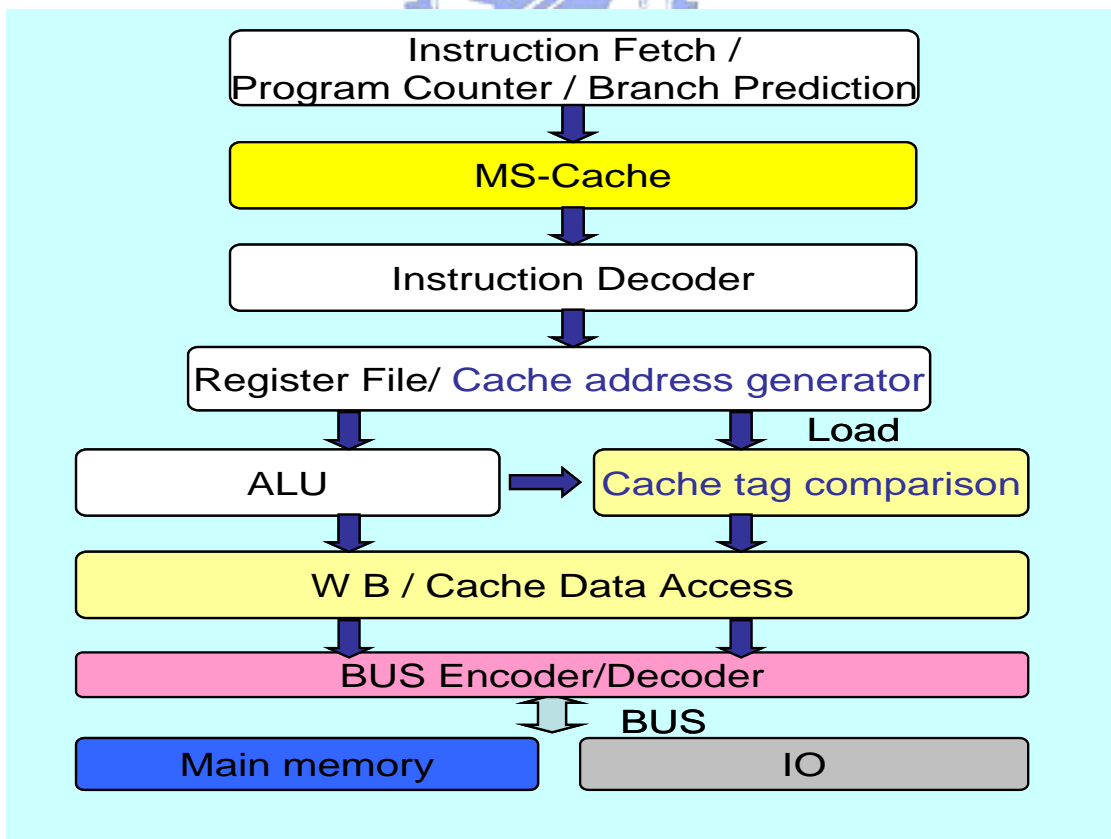 Instruction Fetch /
Program Counter / Branch Prediction
MS-Cache
Instruction Decoder
Register File/ Cache address generator
Load
ALU
Cache tag comparison
W B / Cache Data Access
BUS Encoder/Decoder
BUS
Main memory
IO